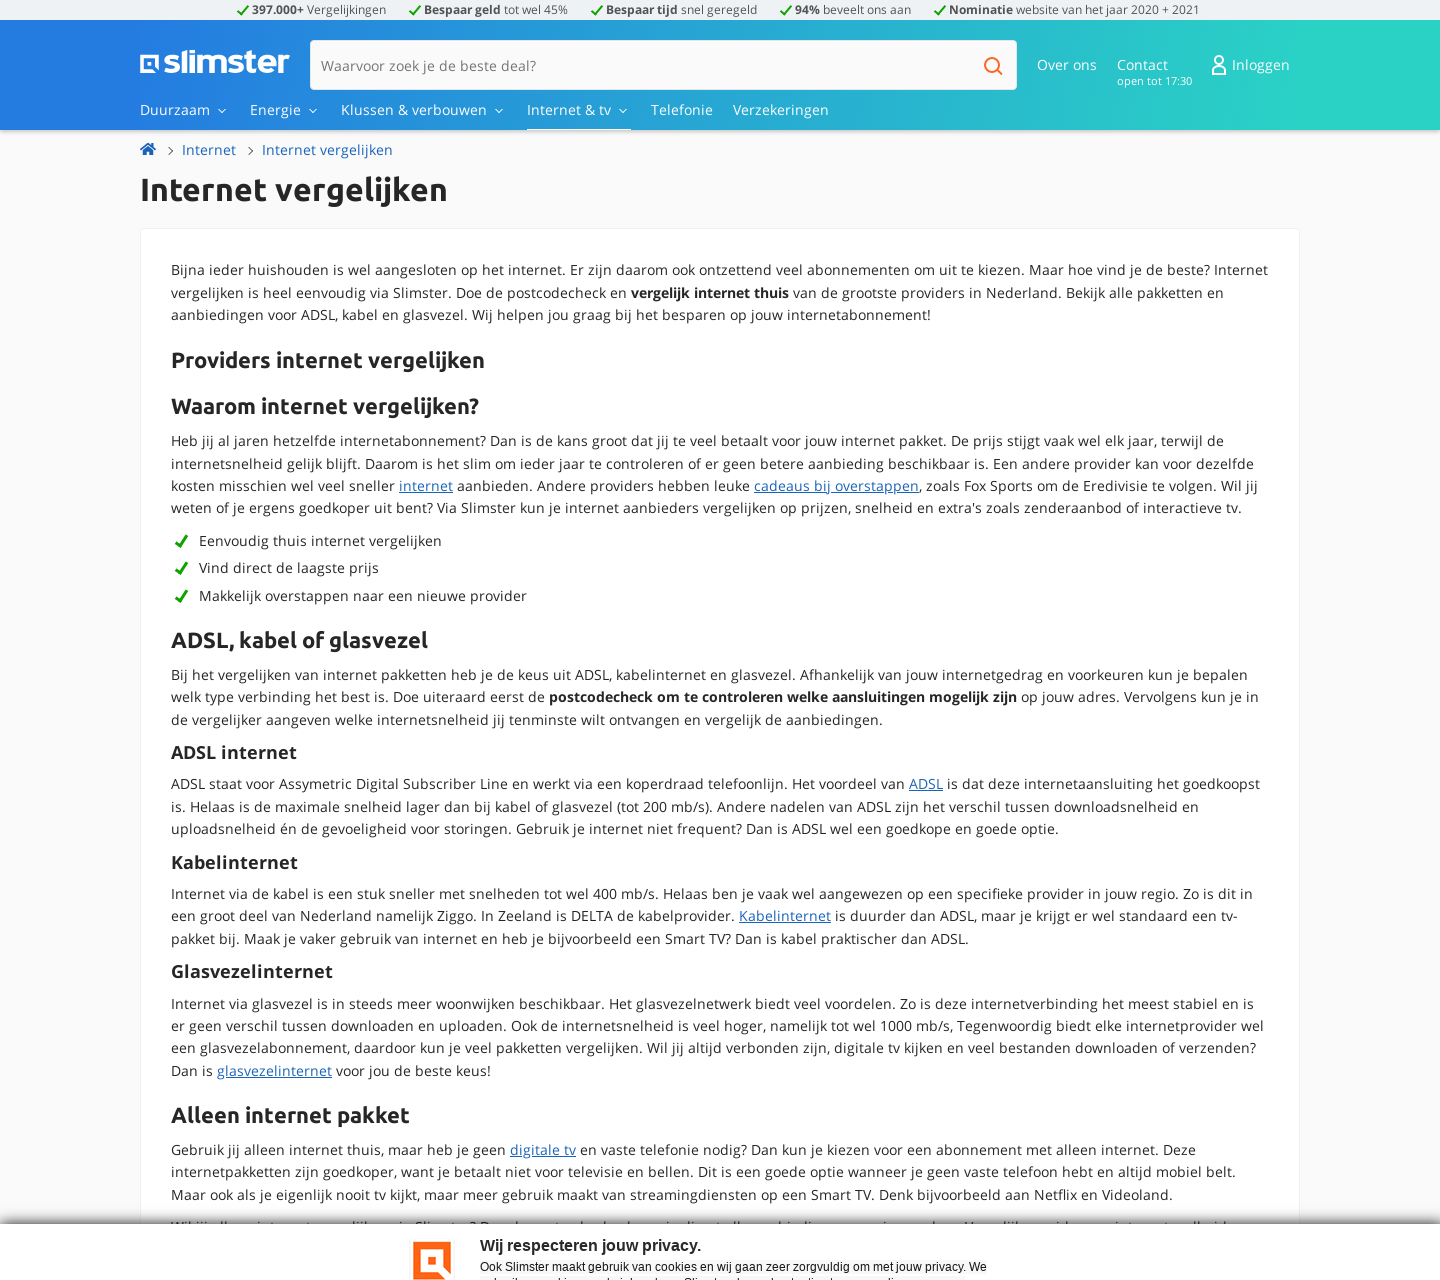 397.000+ Vergelijkingen Bespaar geld tot wel 45% Bespaar tijd snel geregeld 94% beveelt ons aan Nominatie website van het jaar 2020 + 2021
slimster Waarvoor zoek je de beste deal? Over ons Contact Inloggen
open tot 17:30
Duurzaam Energie Klussen & verbouwen Internet & tv Telefonie Verzekeringen
Internet Internet vergelijken
Internet vergelijken
Bijna ieder huishouden is wel aangesloten op het internet. Er zijn daarom ook ontzettend veel abonnementen om uit te kiezen. Maar hoe vind je de beste? Internet
vergelijken is heel eenvoudig via Slimster. Doe de postcodecheck en vergelijk internet thuis van de grootste providers in Nederland. Bekijk alle pakketten en
aanbiedingen voor ADSL, kabel en glasvezel. Wij helpen jou graag bij het besparen op jouw internetabonnement!
Providers internet vergelijken
Waarom internet vergelijken?
Heb jij al jaren hetzelfde internetabonnement? Dan is de kans groot dat jij te veel betaalt voor jouw internet pakket. De prijs stijgt vaak wel elk jaar, terwijl de
internetsnelheid gelijk blijft. Daarom is het slim om ieder jaar te controleren of er geen betere aanbieding beschikbaar is. Een andere provider kan voor dezelfde
kosten misschien wel veel sneller internet aanbieden. Andere providers hebben leuke cadeaus bij overstappen, zoals Fox Sports om de Eredivisie te volgen. Wil jij
weten of je ergens goedkoper uit bent? Via Slimster kun je internet aanbieders vergelijken op prijzen, snelheid en extra's zoals zenderaanbod of interactieve tv.
Eenvoudig thuis internet vergelijken
Vind direct de laagste prijs
Makkelijk overstappen naar een nieuwe provider
ADSL, kabel of glasvezel
Bij het vergelijken van internet pakketten heb je de keus uit ADSL, kabelinternet en glasvezel. Afhankelijk van jouw internetgedrag en voorkeuren kun je bepalen
welk type verbinding het best is. Doe uiteraard eerst de postcodecheck om te controleren welke aansluitingen mogelijk zijn op jouw adres. Vervolgens kun je in
de vergelijker aangeven welke internetsnelheid jij tenminste wilt ontvangen en vergelijk de aanbiedingen.
ADSL internet
ADSL staat voor Assymetric Digital Subscriber Line en werkt via een koperdraad telefoonlijn. Het voordeel van ADSL is dat deze internetaansluiting het goedkoopst
is. Helaas is de maximale snelheid lager dan bij kabel of glasvezel (tot 200 mb/s). Andere nadelen van ADSL zijn het verschil tussen downloadsnelheid en
uploadsnelheid én de gevoeligheid voor storingen. Gebruik je internet niet frequent? Dan is ADSL wel een goedkope en goede optie.
Kabelinternet
Internet via de kabel is een stuk sneller met snelheden tot wel 400 mb/s. Helaas ben je vaak wel aangewezen op een specifieke provider in jouw regio. Zo is dit in
een groot deel van Nederland namelijk Ziggo. In Zeeland is DELTA de kabelprovider. Kabelinternet is duurder dan ADSL, maar je krijgt er wel standaard een tv-
pakket bij. Maak je vaker gebruik van internet en heb je bijvoorbeeld een Smart TV? Dan is kabel praktischer dan ADSL.
Glasvezelinternet
Internet via glasvezel is in steeds meer woonwijken beschikbaar. Het glasvezelnetwerk biedt veel voordelen. Zo is deze internetverbinding het meest stabiel en is
er geen verschil tussen downloaden en uploaden. Ook de internetsnelheid is veel hoger, namelijk tot wel 1000 mb/s, Tegenwoordig biedt elke internetprovider wel
een glasvezelabonnement, daardoor kun je veel pakketten vergelijken. Wil jij altijd verbonden zijn, digitale tv kijken en veel bestanden downloaden of verzenden?
Dan is glasvezelinternet voor jou de beste keus!
Alleen internet pakket
Gebruik jij alleen internet thuis, maar heb je geen digitale tv en vaste telefonie nodig? Dan kun je kiezen voor een abonnement met alleen internet. Deze
internetpakketten zijn goedkoper, want je betaalt niet voor televisie en bellen. Dit is een goede optie wanneer je geen vaste telefoon hebt en altijd mobiel belt.
Maar ook als je eigenlijk nooit tv kijkt, maar meer gebruik maakt van streamingdiensten op een Smart TV. Denk bijvoorbeeld aan Netflix en Videoland.
Wij respecteren jouw privacy.
Ook Slimster maakt gebruik van cookies en wij gaan zeer zorgvuldig om met jouw privacy. We